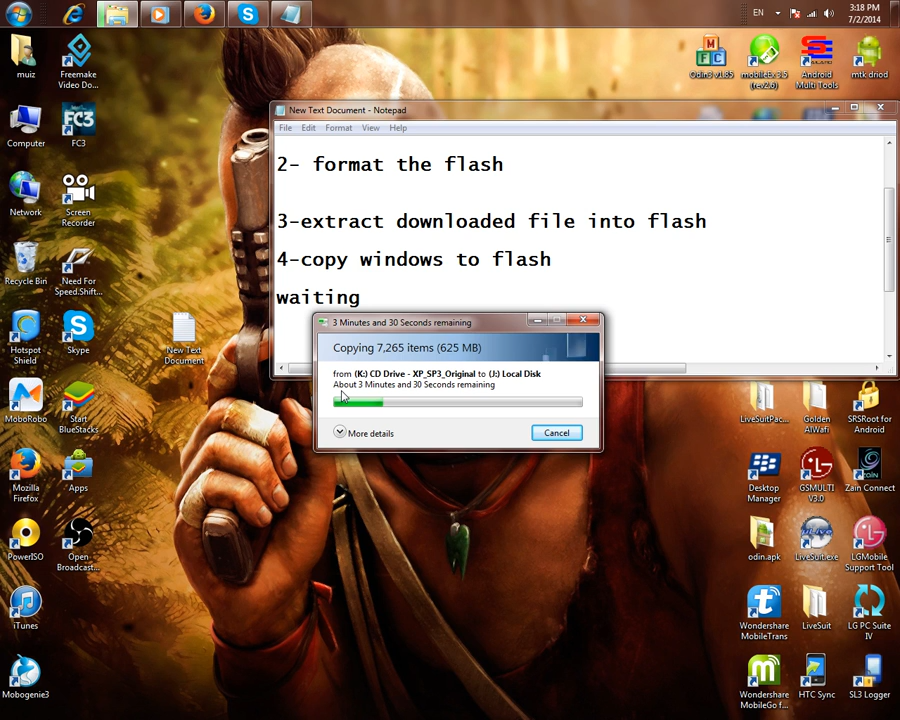 EN
3:18 PM
7/2/2014
muiz
Freemake
Video Do...
Computer
FC3
FC3
Network
Screen
Recorder
Recycle Bin
Need For
Speed.Shift...
Hotspot
Shield
Skype
New Text
Document
MoboRobo
Start
BlueStacks
Mozilla
Firefox
Apps
PowerISO
Open
Broadcast...
iTunes
Mobogenie3
Odin3 v1.85
mobileEx 3.5
(rev2.6)
Android
Multi Tools
mtk driod
New Text Document - Notepad
File Edit Format View Help
2- format the flash
3-extract downloaded file into flash
4-copy windows to flash
waiting
3 Minutes and 30 Seconds remaining
Copying 7,265 items (625 MB)
from (K:) CD Drive - XP_SP3_Original to (J:) Local Disk
About 3 Minutes and 30 Seconds remaining
More details
Cancel
LiveSuitPac...
Golden
AlWafi
SRSRoot for
Android
Desktop
Manager
GSMULTI
V3.0
Zain Connect
odin.apk
LiveSuit.exe
LGMobile
Support Tool
Wondershare
MobileTrans
LiveSuit
LG PC Suite
IV
Wondershare
MobileGo f...
HTC Sync
SL3 Logger